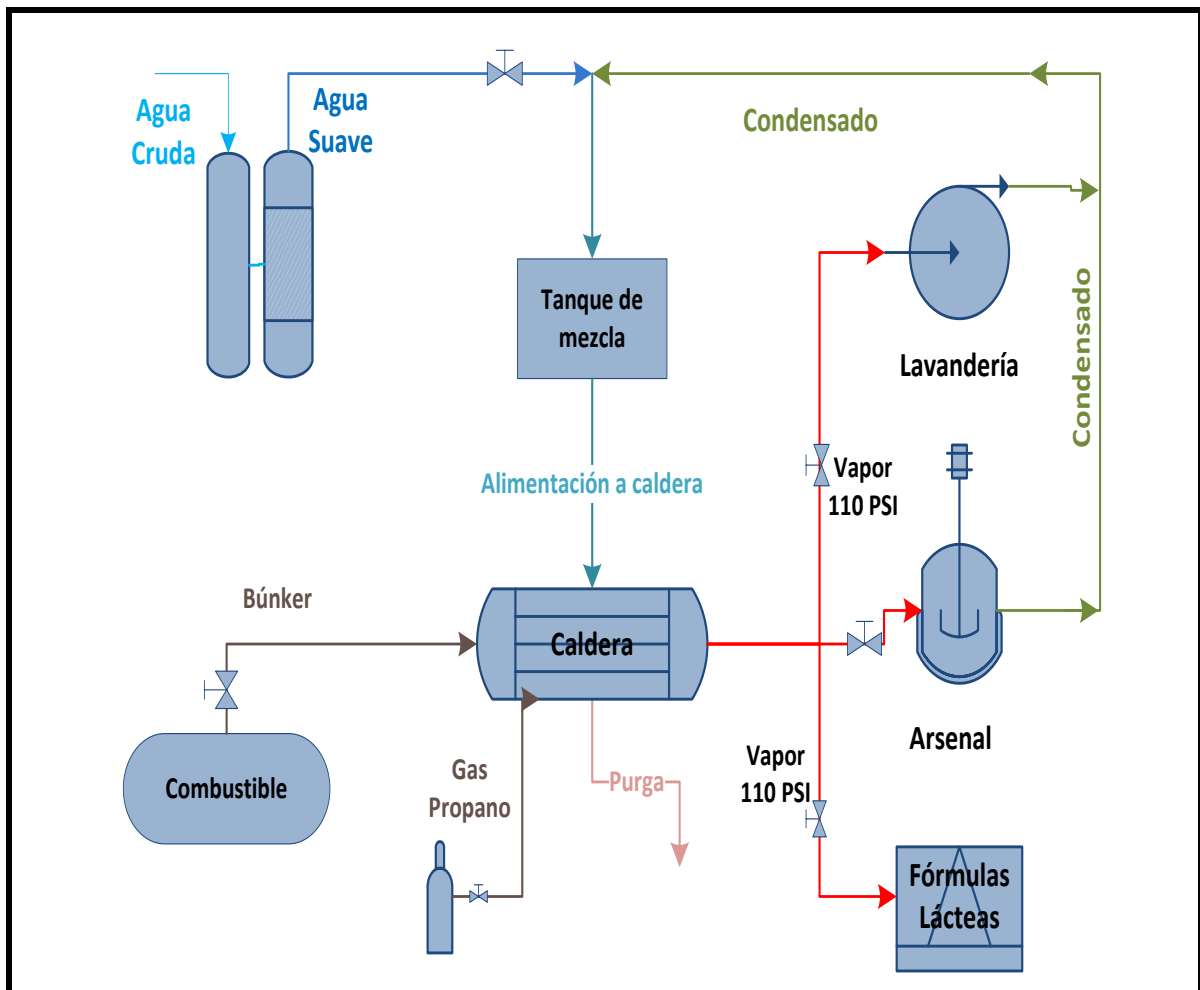 Agua
Cruda
Agua
Suave
Condensado
Tanque de
mezcla
Lavandería
Condensado
Alimentación a caldera
Vapor
110 PSI
Búnker
Caldera
Arsenal
Combustible
Gas
Propano
Purga
Vapor
110 PSI
Fórmulas
Lácteas